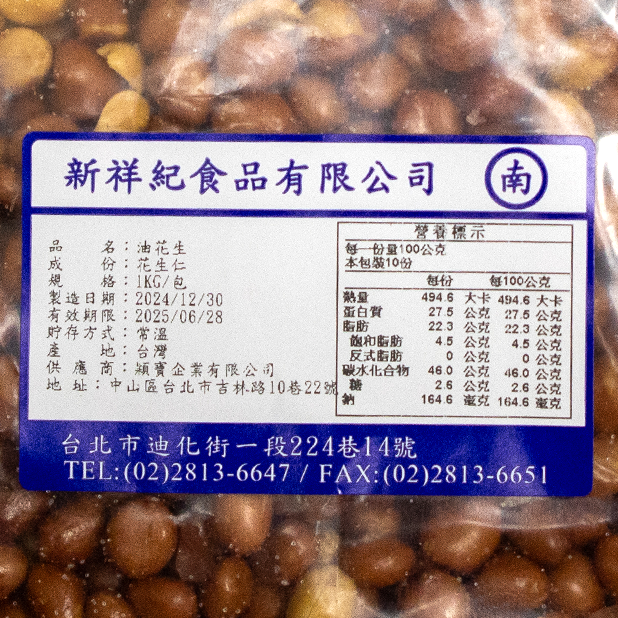 新祥紀食品有限公司 南
品名：油花生
成份：花生仁
規格：1KG/包
製造日期：2024/12/30
有效期限：2025/06/28
貯存方式：常溫
產地：台灣
供應商：潁寶企業有限公司
地址：中山區台北市吉林路10巷22號
營養標示
每一份量100公克
本包裝10份
每份 每100公克
熱量 494.6 大卡 494.6 大卡
蛋白質 27.5 公克 27.5 公克
脂肪 22.3 公克 22.3 公克
飽和脂肪 4.5 公克 4.5 公克
反式脂肪 0 公克 0 公克
碳水化合物 46.0 公克 46.0 公克
糖 2.6 公克 2.6 公克
鈉 164.6 毫克 164.6 毫克
台北市迪化街一段224巷14號
TEL:(02)2813-6647 / FAX:(02)2813-6651